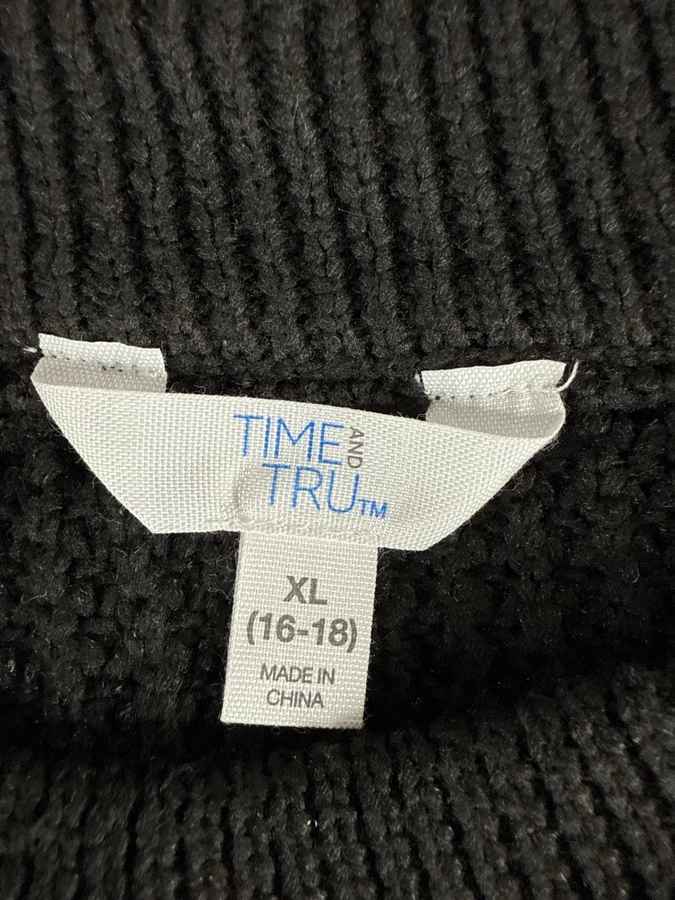 TIME AND
TRU™
XL
(16-18)
MADE IN
CHINA